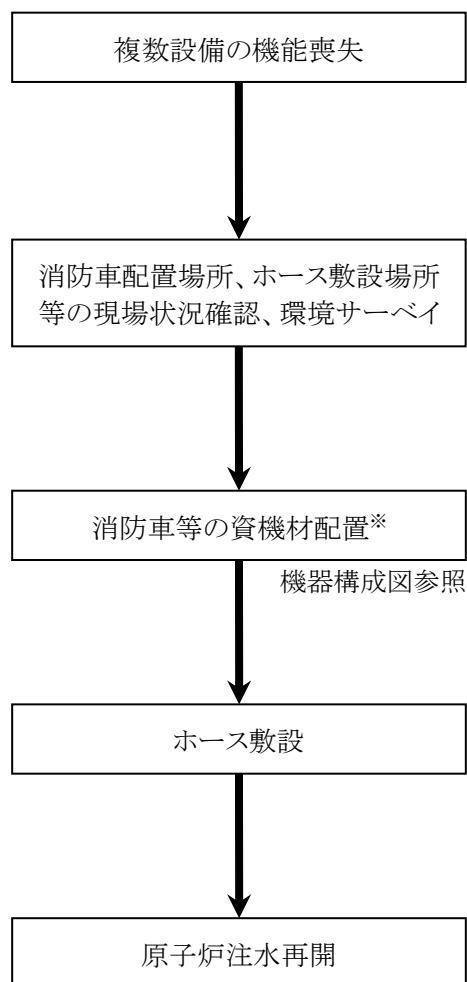 複数設備の機能喪失
消防車配置場所、ホース敷設場所
等の現場状況確認、環境サーベイ
消防車等の資機材配置※
機器構成図参照
ホース敷設
原子炉注水再開